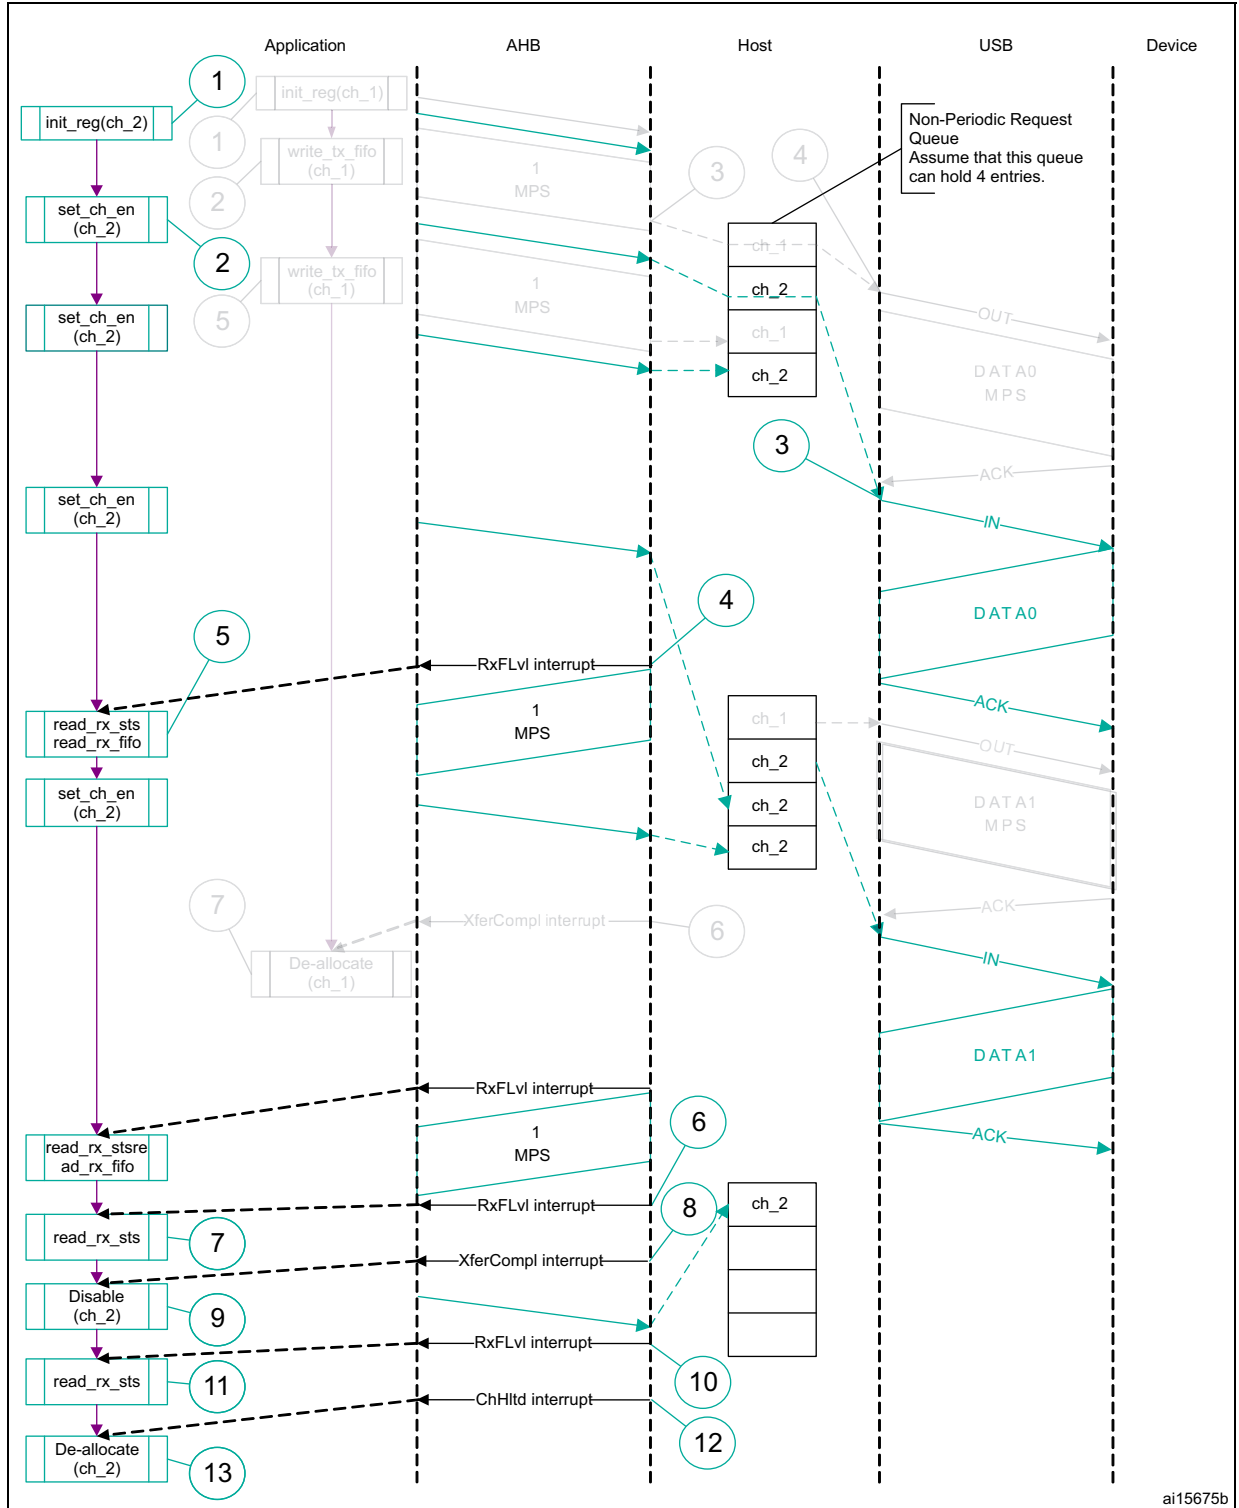 Application
AHB
Host
USB
Device
1
init_reg(ch_2)
init_reg(ch_1)
1
write_tx_fifo
(ch_1)
2
1
MPS
3
4
Non-Periodic Request
Queue
Assume that this queue
can hold 4 entries.
set_ch_en
(ch_2)
2
ch_1
write_tx_fifo
(ch_1)
5
1
MPS
ch_2
ch_1
ch_2
OUT
set_ch_en
(ch_2)
DATA0
MPS
3
ACK
set_ch_en
(ch_2)
IN
4
DATA0
5
RxFLvl interrupt
ACK
read_rx_sts
read_rx_fifo
1
MPS
ch_1
ch_2
ch_2
ch_2
OUT
set_ch_en
(ch_2)
DATA1
MPS
7
XferCompl interrupt
6
ACK
De-allocate
(ch_1)
IN
DATA1
RxFLvl interrupt
6
read_rx_stsre
ad_rx_fifo
1
MPS
ACK
RxFLvl interrupt
8
ch_2
read_rx_sts
7
XferCompl interrupt
Disable
(ch_2)
9
RxFLvl interrupt
read_rx_sts
11
10
ChHltd interrupt
12
De-allocate
(ch_2)
13
ai15675b